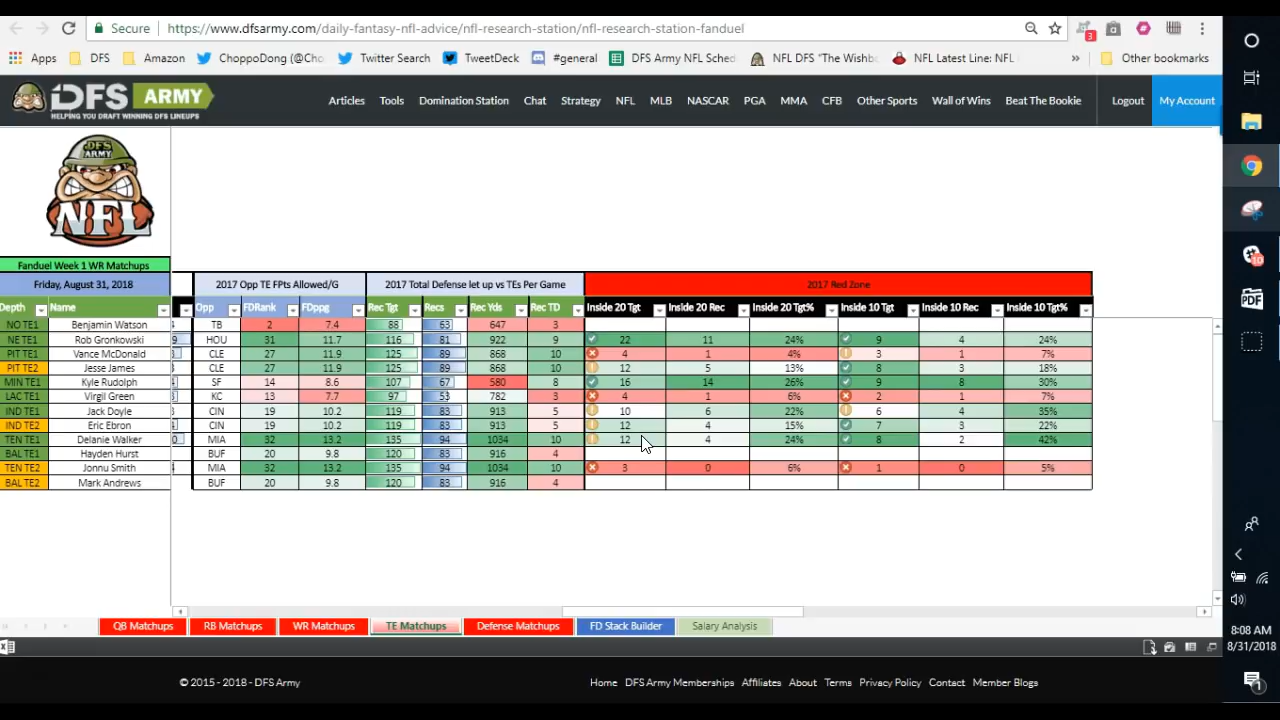 Secure https://www.dfsarmy.com/daily-fantasy-nfl-advice/nfl-research-station/nfl-research-station-fanduel
3
Apps DFS Amazon ChoppoDong (@Cho Twitter Search TweetDeck #general DFS Army NFL Sched NFL DFS "The Wishb NFL Latest Line: NFL » Other bookmarks
DFS ARMY
HELPING YOU DRAFT WINNING DFS LINEUPS
Articles Tools Domination Station Chat Strategy NFL MLB NASCAR PGA MMA CFB Other Sports Wall of Wins Beat The Bookie Logout My Account
DFS ARMY
NFL
Fanduel Week 1 WR Matchups
Friday, August 31, 2018 2017 Opp TE FPts Allowed/G 2017 Total Defense let up vs TEs Per Game 2017 Red Zone
Depth Name Opp FDRank FDppg Rec Tgt Recs Rec Yds Rec TD Inside 20 Tgt Inside 20 Rec Inside 20 Tgt% Inside 10 Tgt Inside 10 Rec Inside 10 Tgt%
NO TE1 Benjamin Watson 4 TB 2 7.4 88 63 647 3
NE TE1 Rob Gronkowski 9 HOU 31 11.7 116 81 922 9 22 11 24% 9 4 24%
PIT TE1 Vance McDonald 3 CLE 27 11.9 125 89 868 10 4 1 4% 3 1 7%
PIT TE2 Jesse James CLE 27 11.9 125 89 868 10 12 5 13% 8 3 18%
MIN TE1 Kyle Rudolph SF 14 8.6 107 67 580 8 16 14 26% 9 8 30%
LAC TE1 Virgil Green KC 13 7.7 97 53 782 3 4 1 6% 2 1 7%
IND TE1 Jack Doyle CIN 19 10.2 119 83 913 5 10 6 22% 6 4 35%
IND TE2 Eric Ebron CIN 19 10.2 119 83 913 5 12 4 15% 7 3 22%
TEN TE1 Delanie Walker 0 MIA 32 13.2 135 94 1034 10 12 4 24% 8 2 42%
BAL TE1 Hayden Hurst BUF 20 9.8 120 83 916 4
TEN TE2 Jonnu Smith 4 MIA 32 13.2 135 94 1034 10 3 0 6% 1 0 5%
BAL TE2 Mark Andrews BUF 20 9.8 120 83 916 4
QB Matchups RB Matchups WR Matchups TE Matchups Defense Matchups FD Stack Builder Salary Analysis
© 2015 - 2018 - DFS Army Home DFS Army Memberships Affiliates About Terms Privacy Policy Contact Member Blogs
10
PDF
8:08 AM
8/31/2018
1